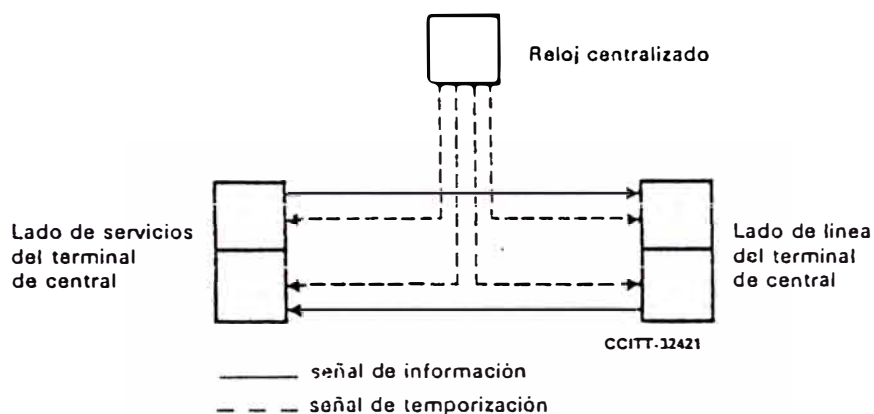 Reloj centralizado
Lado de servicios
del terminal
de central
Lado de línea
del terminal
de central
CCITT-32421
señal de información
señal de temporización